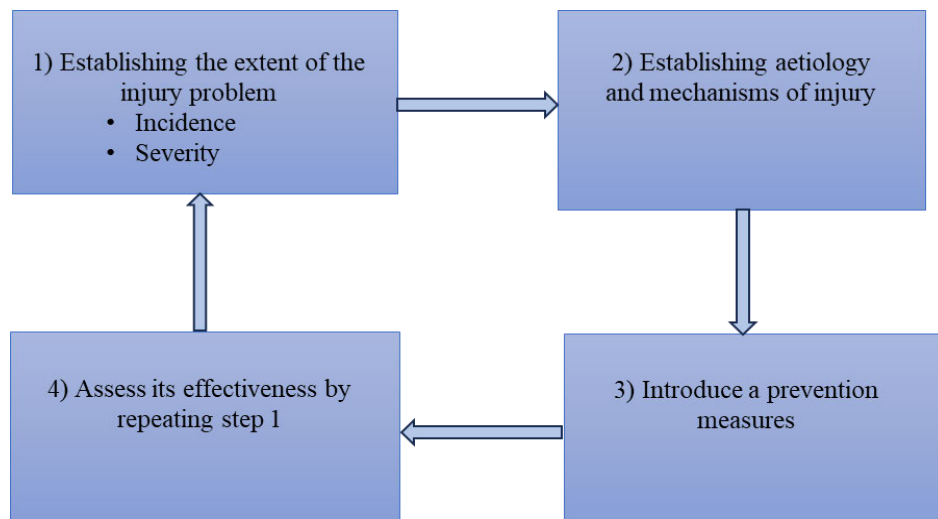 1) Establishing the extent of the
injury problem
• Incidence
• Severity
2) Establishing aetiology
and mechanisms of injury
3) Introduce a prevention
measures
4) Assess its effectiveness by
repeating step 1